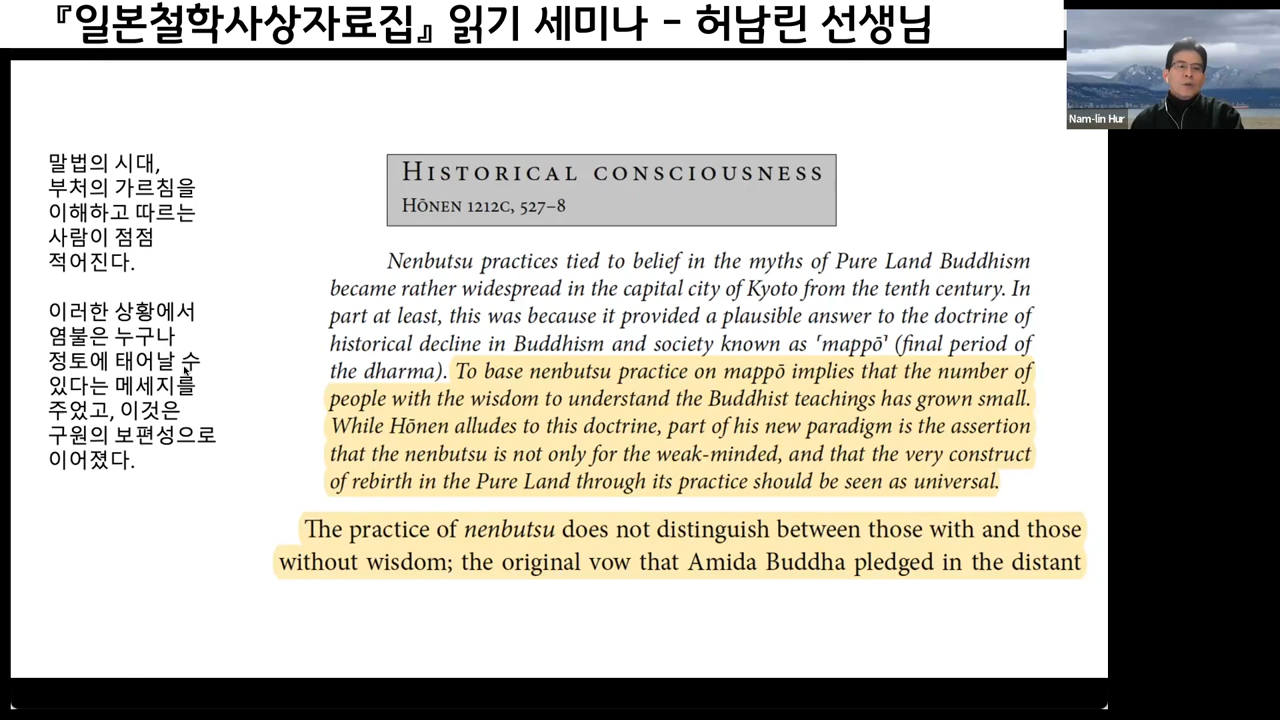 『일본철학사상자료집』 읽기 세미나 - 허남린 선생님
Nam-lin Hur
말법의 시대,
부처의 가르침을
이해하고 따르는
사람이 점점
적어진다.
이러한 상황에서
염불은 누구나
정토에 태어날 수
있다는 메세지를
주었고, 이것은
구원의 보편성으로
이어졌다.
Historical consciousness
Hōnen 1212c, 527–8
Nenbutsu practices tied to belief in the myths of Pure Land Buddhism
became rather widespread in the capital city of Kyoto from the tenth century. In
part at least, this was because it provided a plausible answer to the doctrine of
historical decline in Buddhism and society known as ⸢mappō⸣ (final period of
the dharma). To base nenbutsu practice on mappō implies that the number of
people with the wisdom to understand the Buddhist teachings has grown small.
While Hōnen alludes to this doctrine, part of his new paradigm is the assertion
that the nenbutsu is not only for the weak-minded, and that the very construct
of rebirth in the Pure Land through its practice should be seen as universal.
The practice of nenbutsu does not distinguish between those with and those
without wisdom; the original vow that Amida Buddha pledged in the distant